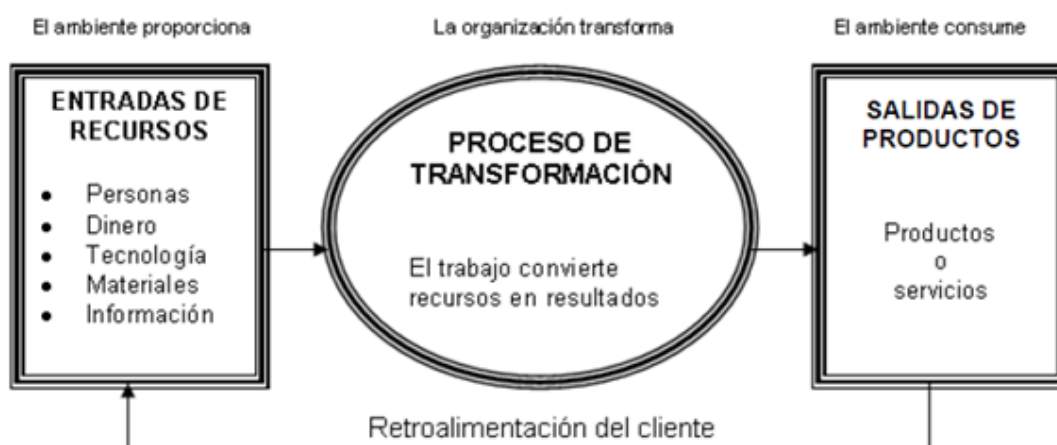 El ambiente proporciona
La organización transforma
El ambiente consume
ENTRADAS DE
RECURSOS
• Personas
• Dinero
• Tecnología
• Materiales
• Información
PROCESO DE
TRANSFORMACIÓN
El trabajo convierte
recursos en resultados
SALIDAS DE
PRODUCTOS
Productos
o
servicios
Retroalimentación del cliente